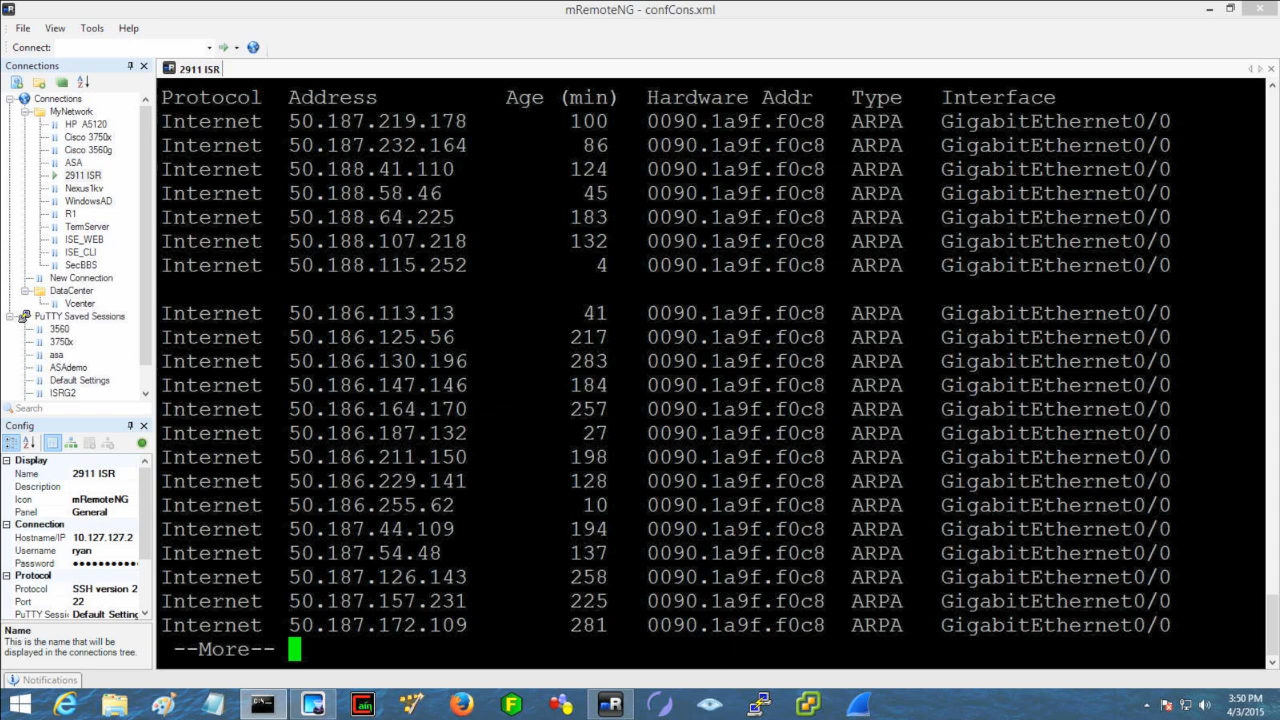 mRemoteNG - confCons.xml
File View Tools Help
Connect:
Connections
Connections
MyNetwork
HP A5120
Cisco 3750x
Cisco 3560g
ASA
2911 ISR
Nexus1kv
WindowsAD
R1
TermServer
ISE_WEB
ISE_CLI
SecBBS
New Connection
DataCenter
Vcenter
PuTTY Saved Sessions
3560
3750x
asa
ASAdemo
Default Settings
ISRG2
Search
Config
Display
Name 2911 ISR
Description
Icon mRemoteNG
Panel General
Connection
Hostname/IP 10.127.127.2
Username ryan
Password ●●●●●●●●●●●
Protocol
Protocol SSH version 2
Port 22
PuTTY Sessi Default Setting
Name
This is the name that will be
displayed in the connections tree.
Notifications
2911 ISR
Protocol Address Age (min) Hardware Addr Type Interface
Internet 50.187.219.178 100 0090.1a9f.f0c8 ARPA GigabitEthernet0/0
Internet 50.187.232.164 86 0090.1a9f.f0c8 ARPA GigabitEthernet0/0
Internet 50.188.41.110 124 0090.1a9f.f0c8 ARPA GigabitEthernet0/0
Internet 50.188.58.46 45 0090.1a9f.f0c8 ARPA GigabitEthernet0/0
Internet 50.188.64.225 183 0090.1a9f.f0c8 ARPA GigabitEthernet0/0
Internet 50.188.107.218 132 0090.1a9f.f0c8 ARPA GigabitEthernet0/0
Internet 50.188.115.252 4 0090.1a9f.f0c8 ARPA GigabitEthernet0/0
Internet 50.186.113.13 41 0090.1a9f.f0c8 ARPA GigabitEthernet0/0
Internet 50.186.125.56 217 0090.1a9f.f0c8 ARPA GigabitEthernet0/0
Internet 50.186.130.196 283 0090.1a9f.f0c8 ARPA GigabitEthernet0/0
Internet 50.186.147.146 184 0090.1a9f.f0c8 ARPA GigabitEthernet0/0
Internet 50.186.164.170 257 0090.1a9f.f0c8 ARPA GigabitEthernet0/0
Internet 50.186.187.132 27 0090.1a9f.f0c8 ARPA GigabitEthernet0/0
Internet 50.186.211.150 198 0090.1a9f.f0c8 ARPA GigabitEthernet0/0
Internet 50.186.229.141 128 0090.1a9f.f0c8 ARPA GigabitEthernet0/0
Internet 50.186.255.62 10 0090.1a9f.f0c8 ARPA GigabitEthernet0/0
Internet 50.187.44.109 194 0090.1a9f.f0c8 ARPA GigabitEthernet0/0
Internet 50.187.54.48 137 0090.1a9f.f0c8 ARPA GigabitEthernet0/0
Internet 50.187.126.143 258 0090.1a9f.f0c8 ARPA GigabitEthernet0/0
Internet 50.187.157.231 225 0090.1a9f.f0c8 ARPA GigabitEthernet0/0
Internet 50.187.172.199 281 0090.1a9f.f0c8 ARPA GigabitEthernet0/0
--More--
3:50 PM
4/3/2015